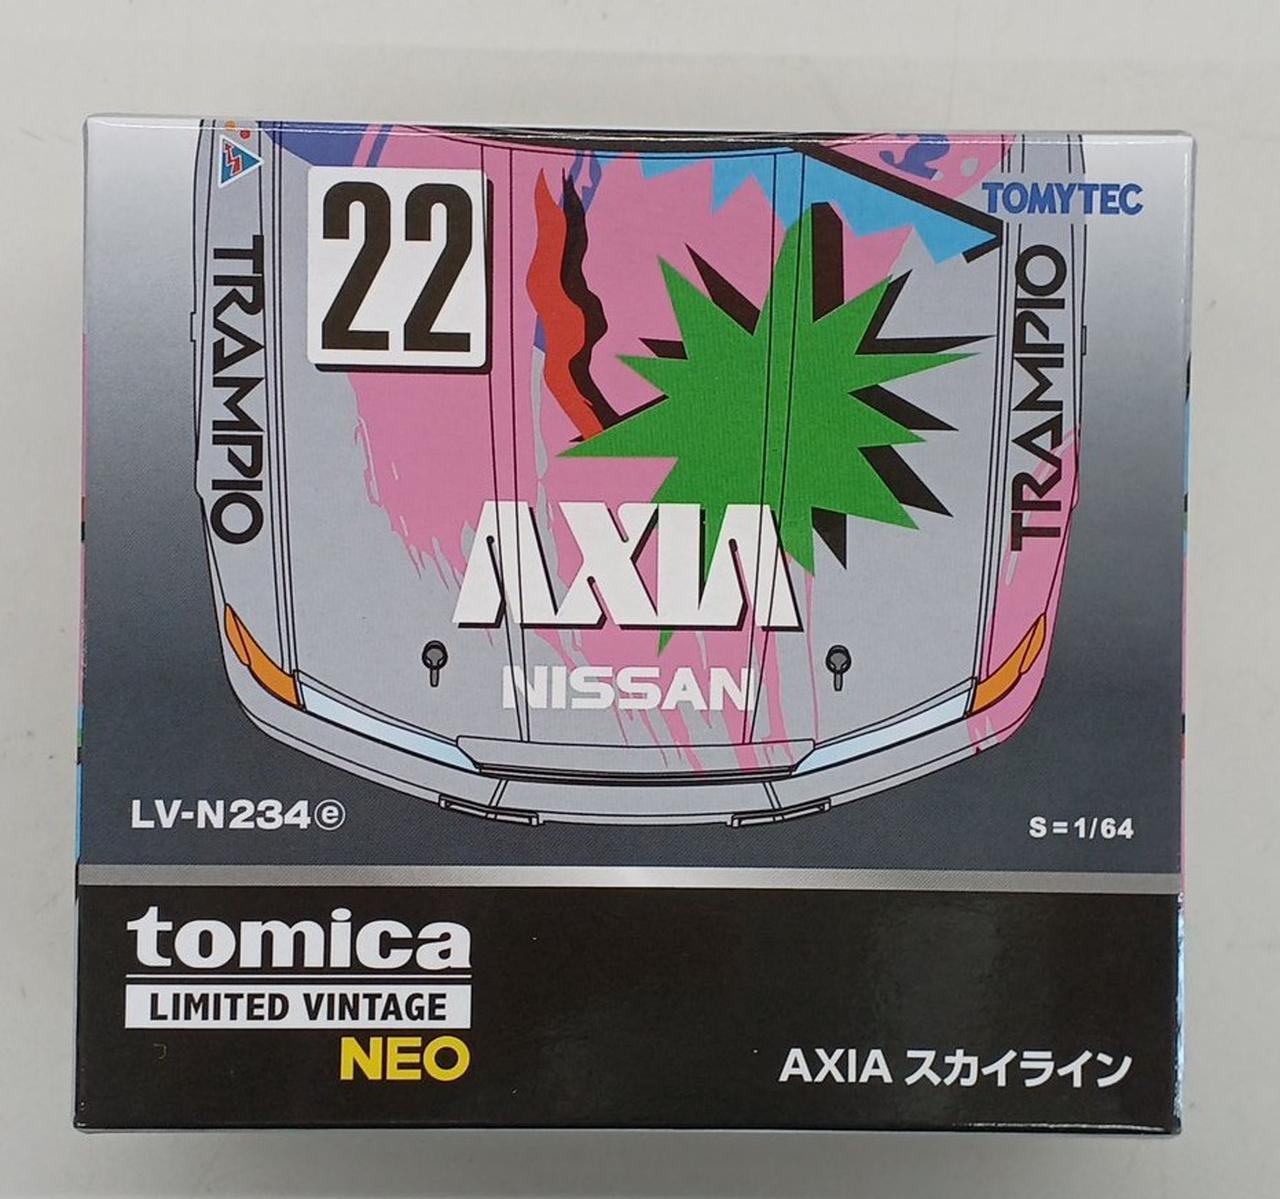 22
TOMYTEC
TRAMPIO
TRAMPIO
AXIA
NISSAN
LV-N234ⓔ
S=1/64
tomica
LIMITED VINTAGE
NEO
AXIA スカイライン